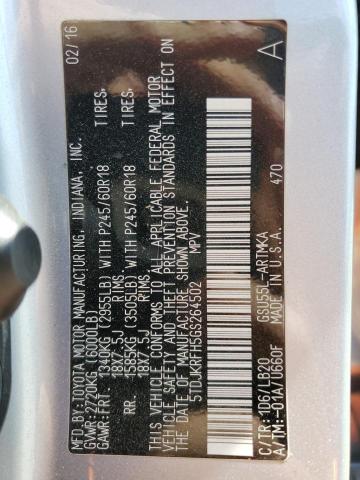 MFD. BY:
TOYOTA MOTOR MANUFACTURING, INDIANA, INC.
02/16
GVWR: 2720KG (6000LB)
GAWR: FRT. 1340KG (2955LB) WITH P245/60R18 TIRES,
18X7.5J RIMS,
RR. 1585KG (3505LB) WITH P245/60R18 TIRES,
18X7.5J RIMS
THIS VEHICLE CONFORMS TO ALL APPLICABLE FEDERAL MOTOR
VEHICLE SAFETY AND THEFT PREVENTION STANDARDS IN EFFECT ON
THE DATE OF MANUFACTURE SHOWN ABOVE.
5TDJKRFH5GS264502 MPV
C/TR: 1D6/LB20 GSU55L-ARTMKA
A/TM:-01A/U660F MADE IN U.S.A.
470
A